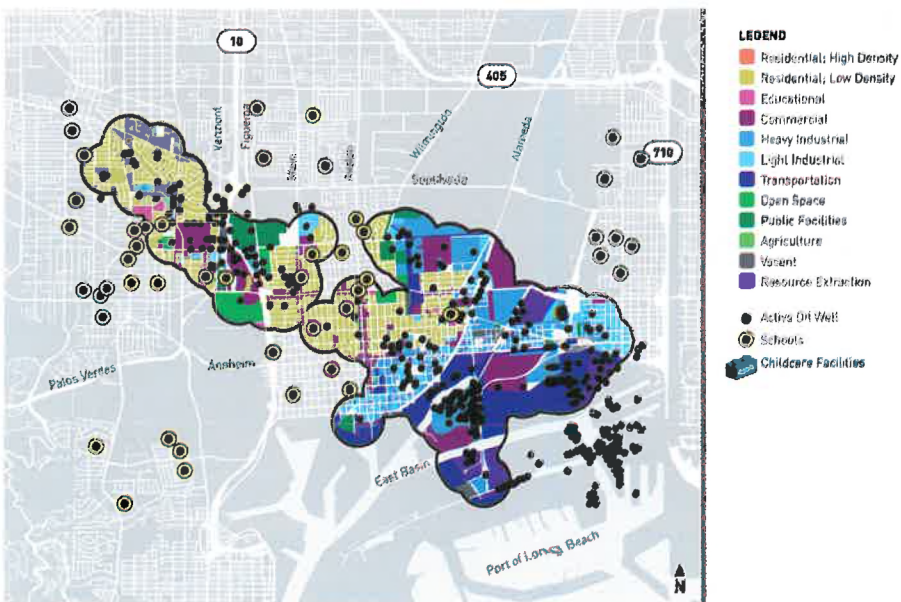 10
405
710
Vermont
Figueroa
Main
Avalon
Wilmington
Alameda
Sepulveda
Palos Verdes
Anaheim
East Basin
Port of Long Beach
N
LEGEND
Residential: High Density
Residential: Low Density
Educational
Commercial
Heavy Industrial
Light Industrial
Transportation
Open Space
Public Facilities
Agriculture
Vacant
Resource Extraction
Active Oil Well
Schools
Childcare Facilities